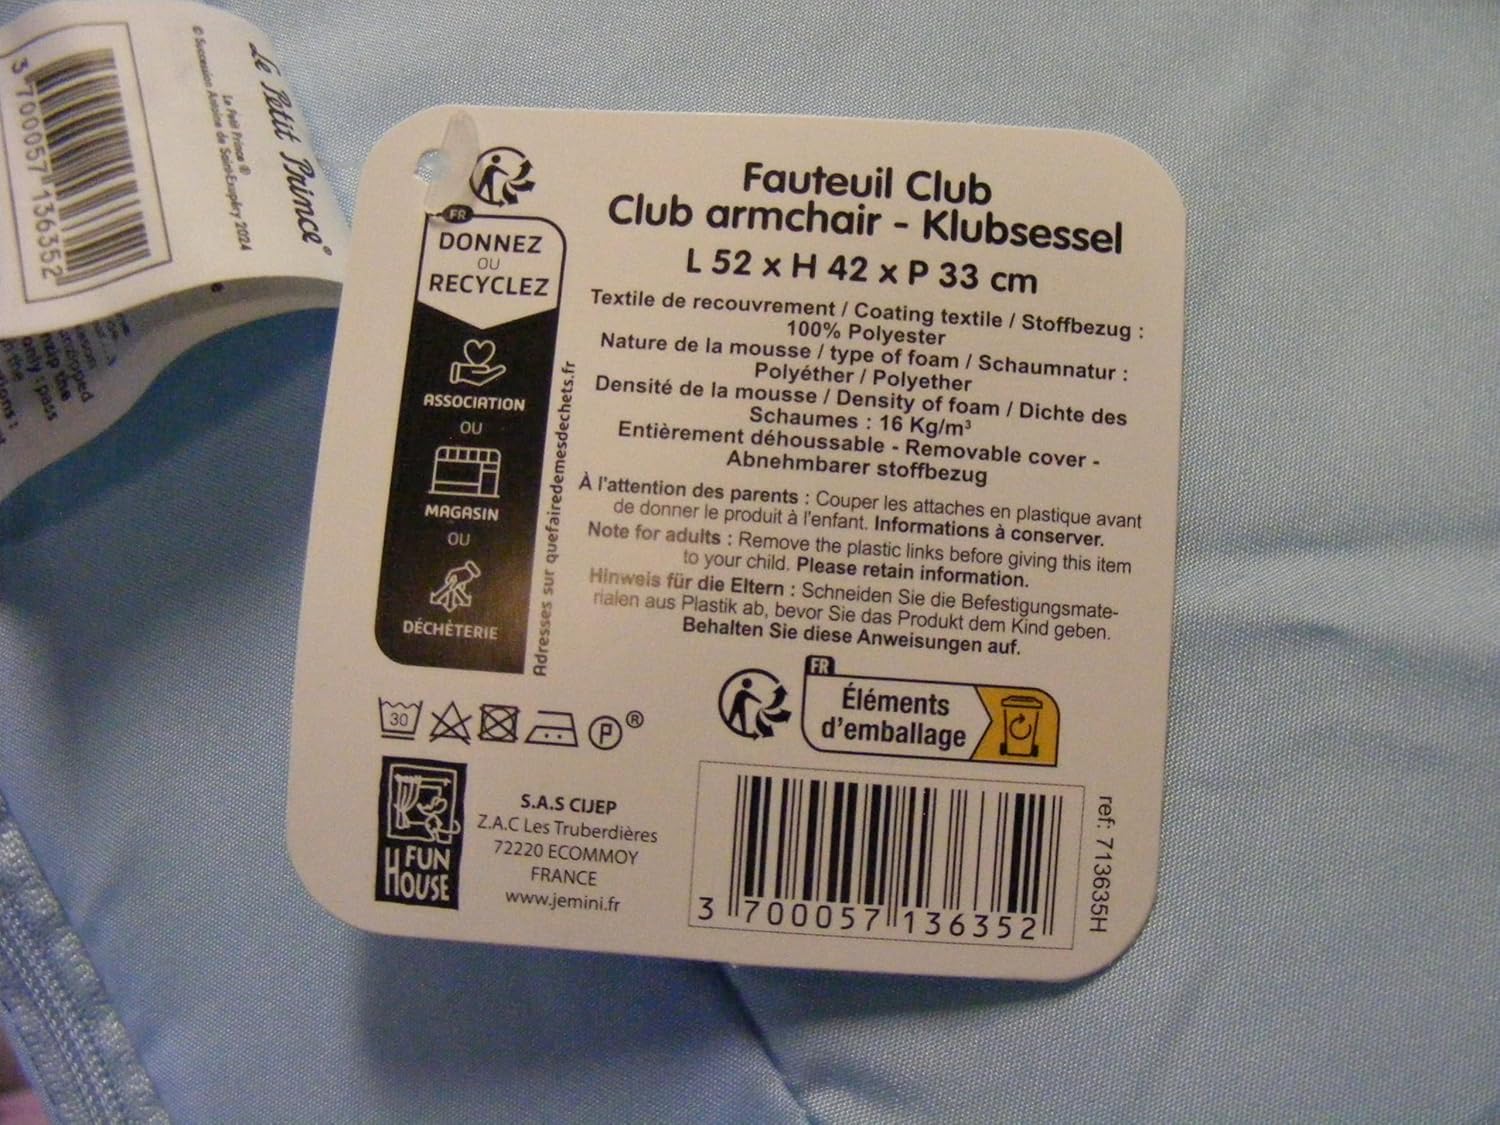 Le Petit Prince®
Le Petit Prince ®
© Succession Antoine de Saint-Exupéry 2024
3 700057 136352
FR
DONNEZ
OU
RECYCLEZ
ASSOCIATION
OU
MAGASIN
OU
DÉCHÈTERIE
Adresses sur quefairedemesdechets.fr
Fauteuil Club
Club armchair - Klubsessel
L 52 x H 42 x P 33 cm
Textile de recouvrement / Coating textile / Stoffbezug :
100% Polyester
Nature de la mousse / type of foam / Schaumnatur :
Polyéther / Polyether
Densité de la mousse / Density of foam / Dichte des
Schaumes : 16 Kg/m³
Entièrement déhoussable - Removable cover -
Abnehmbarer stoffbezug
À l'attention des parents : Couper les attaches en plastique avant
de donner le produit à l'enfant. Informations à conserver.
Note for adults : Remove the plastic links before giving this item
to your child. Please retain information.
Hinweis für die Eltern : Schneiden Sie die Befestigungsmate-
rialen aus Plastik ab, bevor Sie das Produkt dem Kind geben.
Behalten Sie diese Anweisungen auf.
FR
Éléments
d'emballage
30
P ®
FUN
HOUSE
S.A.S CIJEP
Z.A.C Les Truberdières
72220 ECOMMOY
FRANCE
www.jemini.fr
3 700057 136352
ref: 713635H